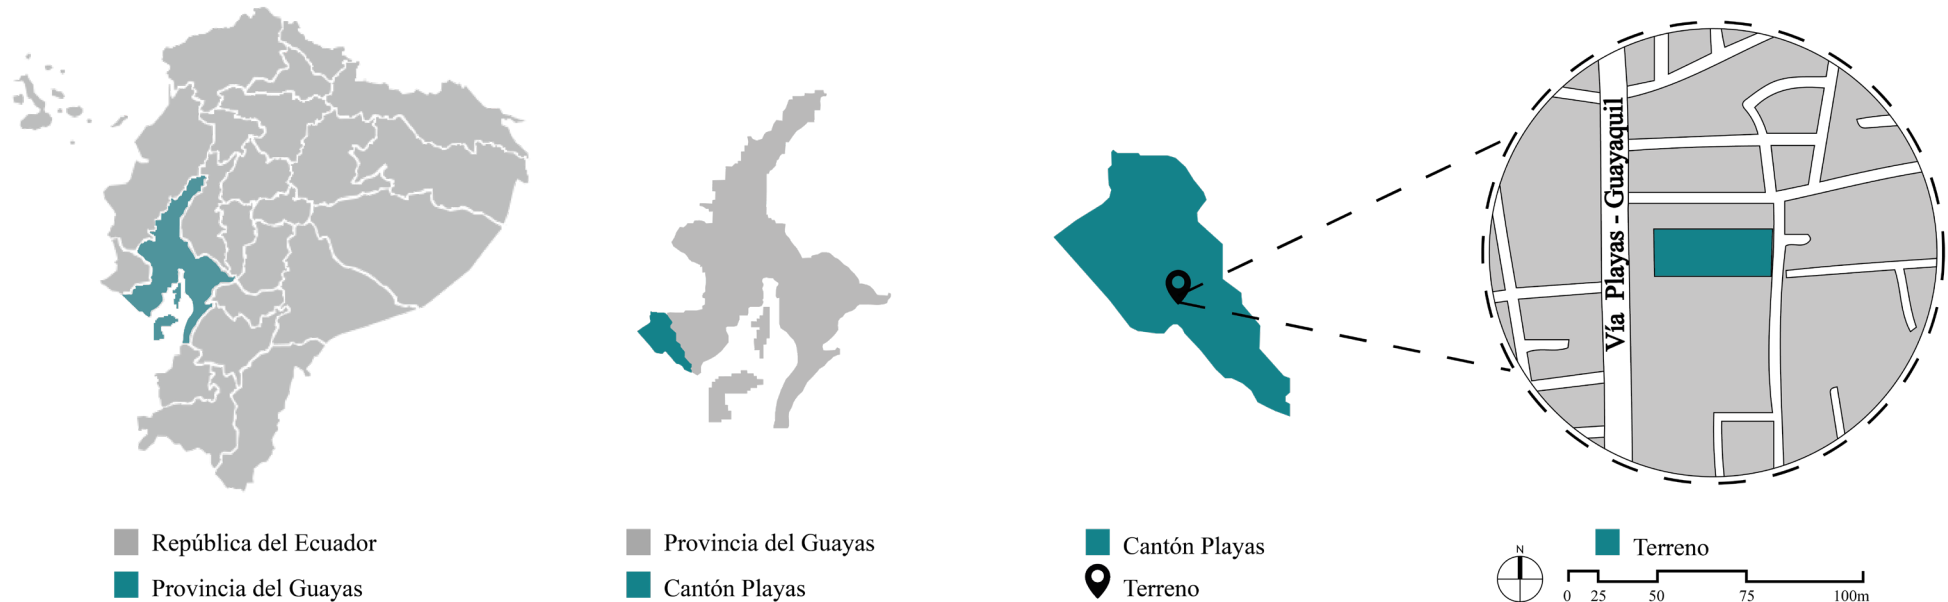 Vía Playas - Guayaquil
República del Ecuador
Provincia del Guayas
Provincia del Guayas
Cantón Playas
Cantón Playas
Terreno
Terreno
N
0 25 50 75 100m